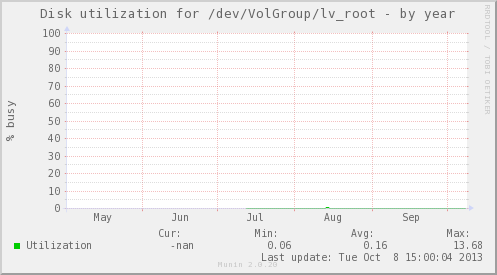 Disk utilization for /dev/VolGroup/lv_root - by year
RRDTOOL / TOBI OETIKER
% busy
100
90
80
70
60
50
40
30
20
10
0
May Jun Jul Aug Sep
Cur: Min: Avg: Max:
Utilization -nan 0.06 0.16 13.68
Last update: Tue Oct 8 15:00:04 2013
Munin 2.0.20